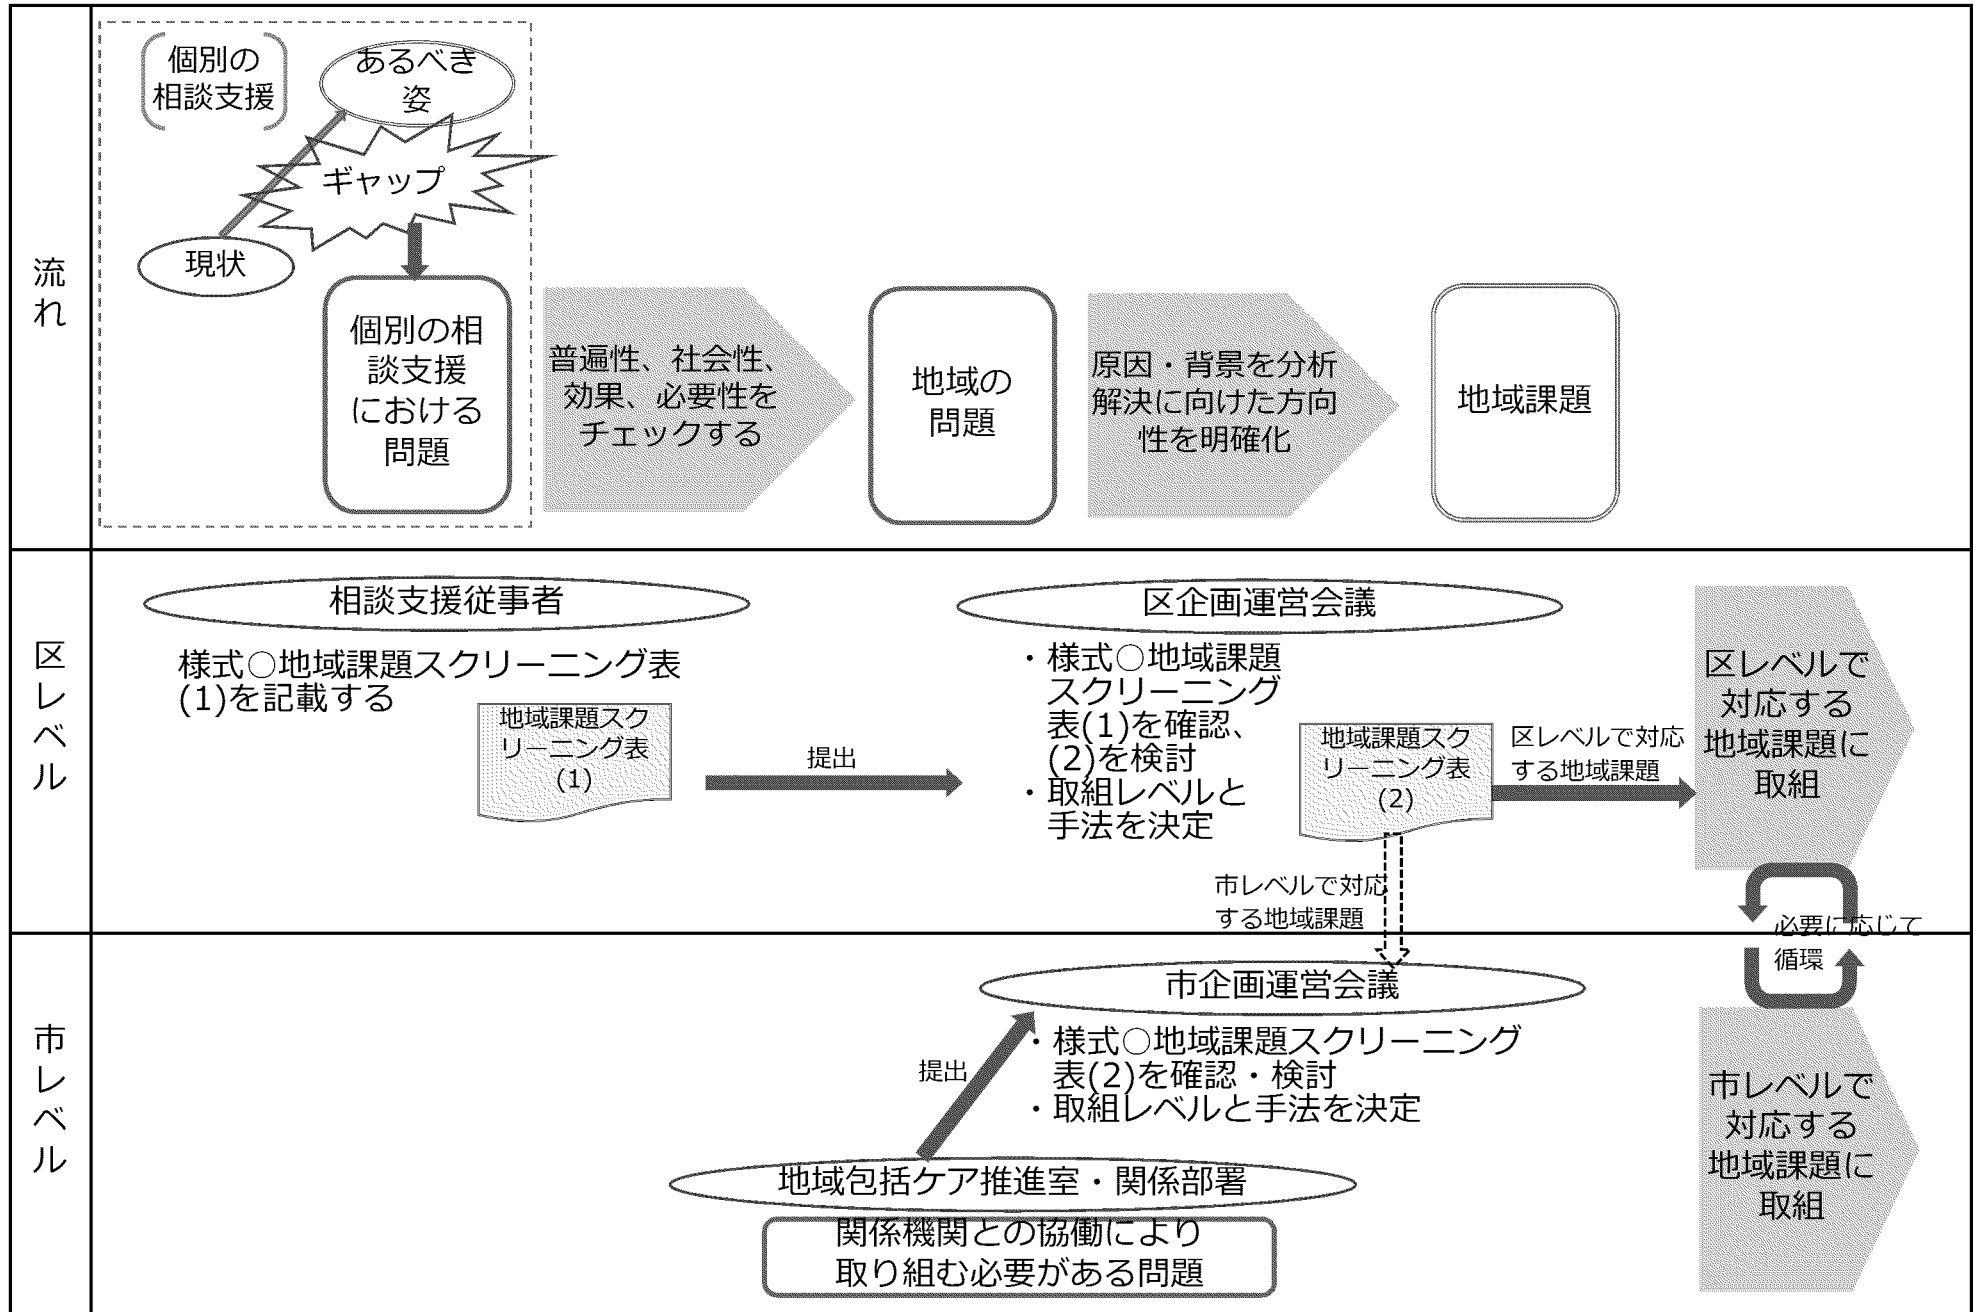 流れ
個別の
相談支援
あるべき
姿
ギャップ
現状
個別の相
談支援
における
問題
普遍性、社会性、
効果、必要性を
チェックする
地域の
問題
原因・背景を分析
解決に向けた方向
性を明確化
地域課題
区レベル
相談支援従事者
様式○地域課題スクリーニング表
(1)を記載する
地域課題スク
リーニング表
(1)
提出
区企画運営会議
・様式○地域課題
スクリーニング
表(1)を確認、
(2)を検討
・取組レベルと
手法を決定
地域課題スク
リーニング表
(2)
区レベルで対応
する地域課題
区レベルで
対応する
地域課題に
取組
市レベルで対応
する地域課題
必要に応じて
循環
市レベル
市企画運営会議
・様式○地域課題スクリーニング
表(2)を確認・検討
・取組レベルと手法を決定
提出
地域包括ケア推進室・関係部署
関係機関との協働により
取り組む必要がある問題
市レベルで
対応する
地域課題に
取組